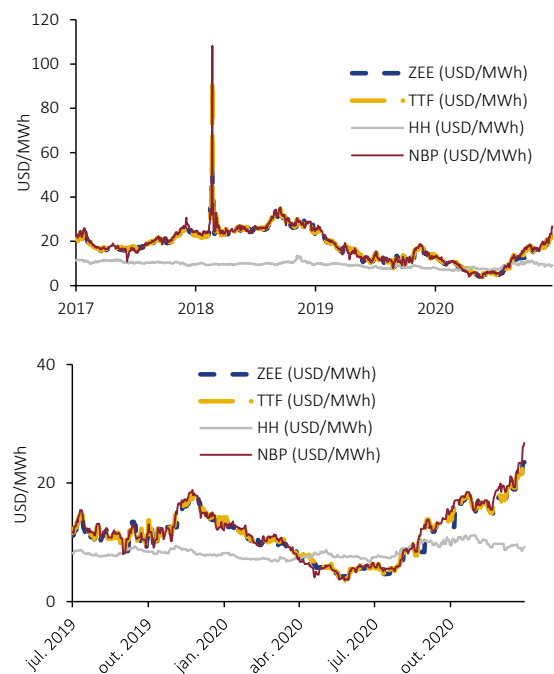 120
100
80
60
40
20
0
USD/MWh
ZEE (USD/MWh)
TTF (USD/MWh)
HH (USD/MWh)
NBP (USD/MWh)
2017 2018 2019 2020
40
20
0
USD/MWh
ZEE (USD/MWh)
TTF (USD/MWh)
HH (USD/MWh)
NBP (USD/MWh)
jul. 2019 out. 2019 jan. 2020 abr. 2020 jul. 2020 out. 2020